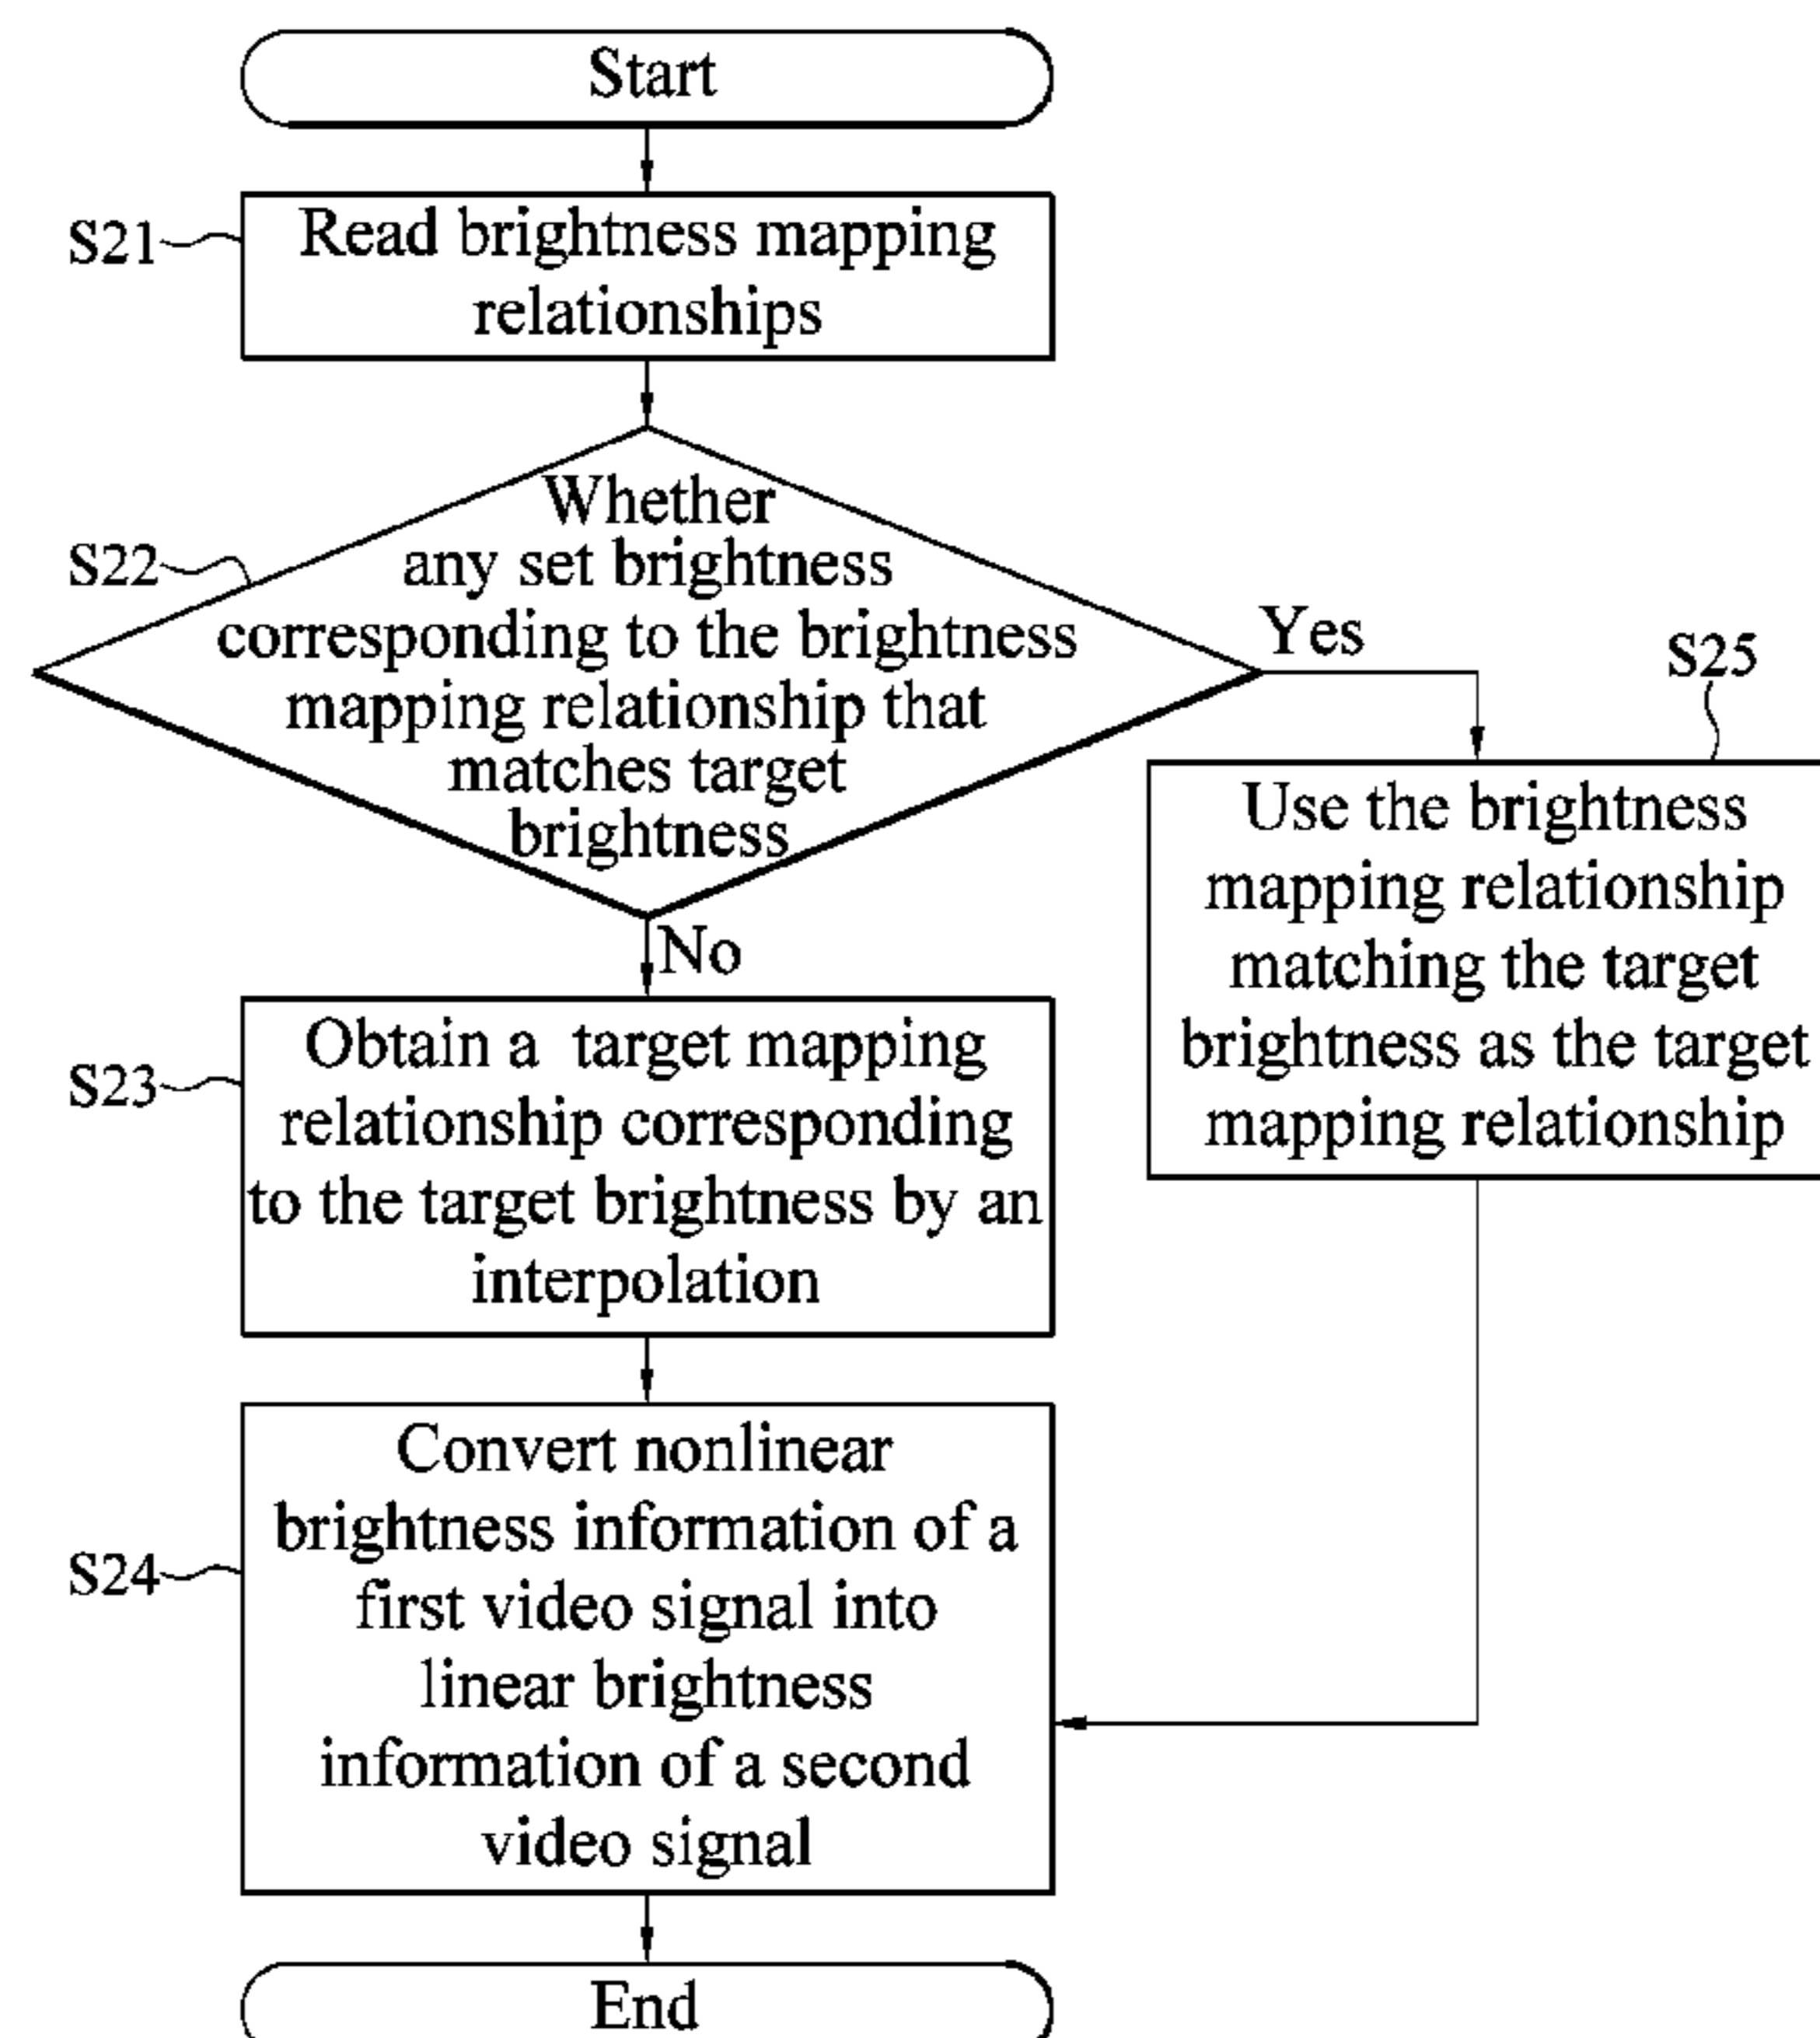 Start
S21
Read brightness mapping
relationships
S22
Whether
any set brightness
corresponding to the brightness
mapping relationship that
matches target
brightness
Yes
S25
Use the brightness
mapping relationship
matching the target
brightness as the target
mapping relationship
No
S23
Obtain a target mapping
relationship corresponding
to the target brightness by an
interpolation
S24
Convert nonlinear
brightness information of a
first video signal into
linear brightness
information of a second
video signal
End